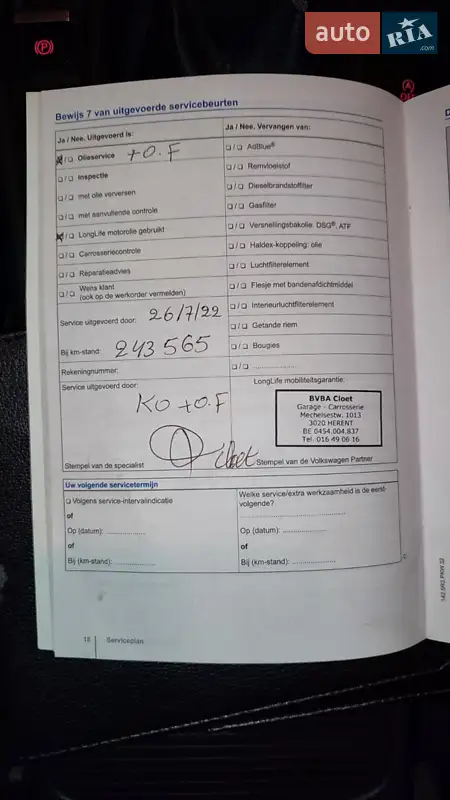 auto RIA .com
Bewijs 7 van uitgevoerde servicebeurten
Ja / Nee. Uitgevoerd is:
Olieservice +O.F
Inspectie
met olie verversen
met aanvullende controle
LongLife motorolie gebruikt
Carrosseriecontrole
Reparatieadvies
Wens klant
(ook op de werkorder vermelden)
Service uitgevoerd door: 26/7/22
Bij km-stand: 243 565
Rekeningnummer:
Service uitgevoerd door:
KO +O.F
Cloet
Stempel van de specialist
Ja / Nee. Vervangen van:
AdBlue®
Remvloeistof
Dieselbrandstoffilter
Gasfilter
Versnellingsbakolie: DSG®, ATF
Haldex-koppeling: olie
Luchtfilterelement
Flesje met bandenafdichtmiddel
Interieurluchtfilterelement
Getande riem
Bougies
LongLife mobiliteitsgarantie:
BVBA Cloet
Garage - Carrosserie
Mechelsestw. 1013
3020 HERENT
BE 0454.004.837
Tel. 016 49 06 16
Stempel van de Volkswagen Partner
Uw volgende servicetermijn
Volgens service-intervalindicatie
of
Op (datum):
of
Bij (km-stand):
Welke service/extra werkzaamheid is de eerst-
volgende?
Op (datum):
of
Bij (km-stand):
18 Serviceplan